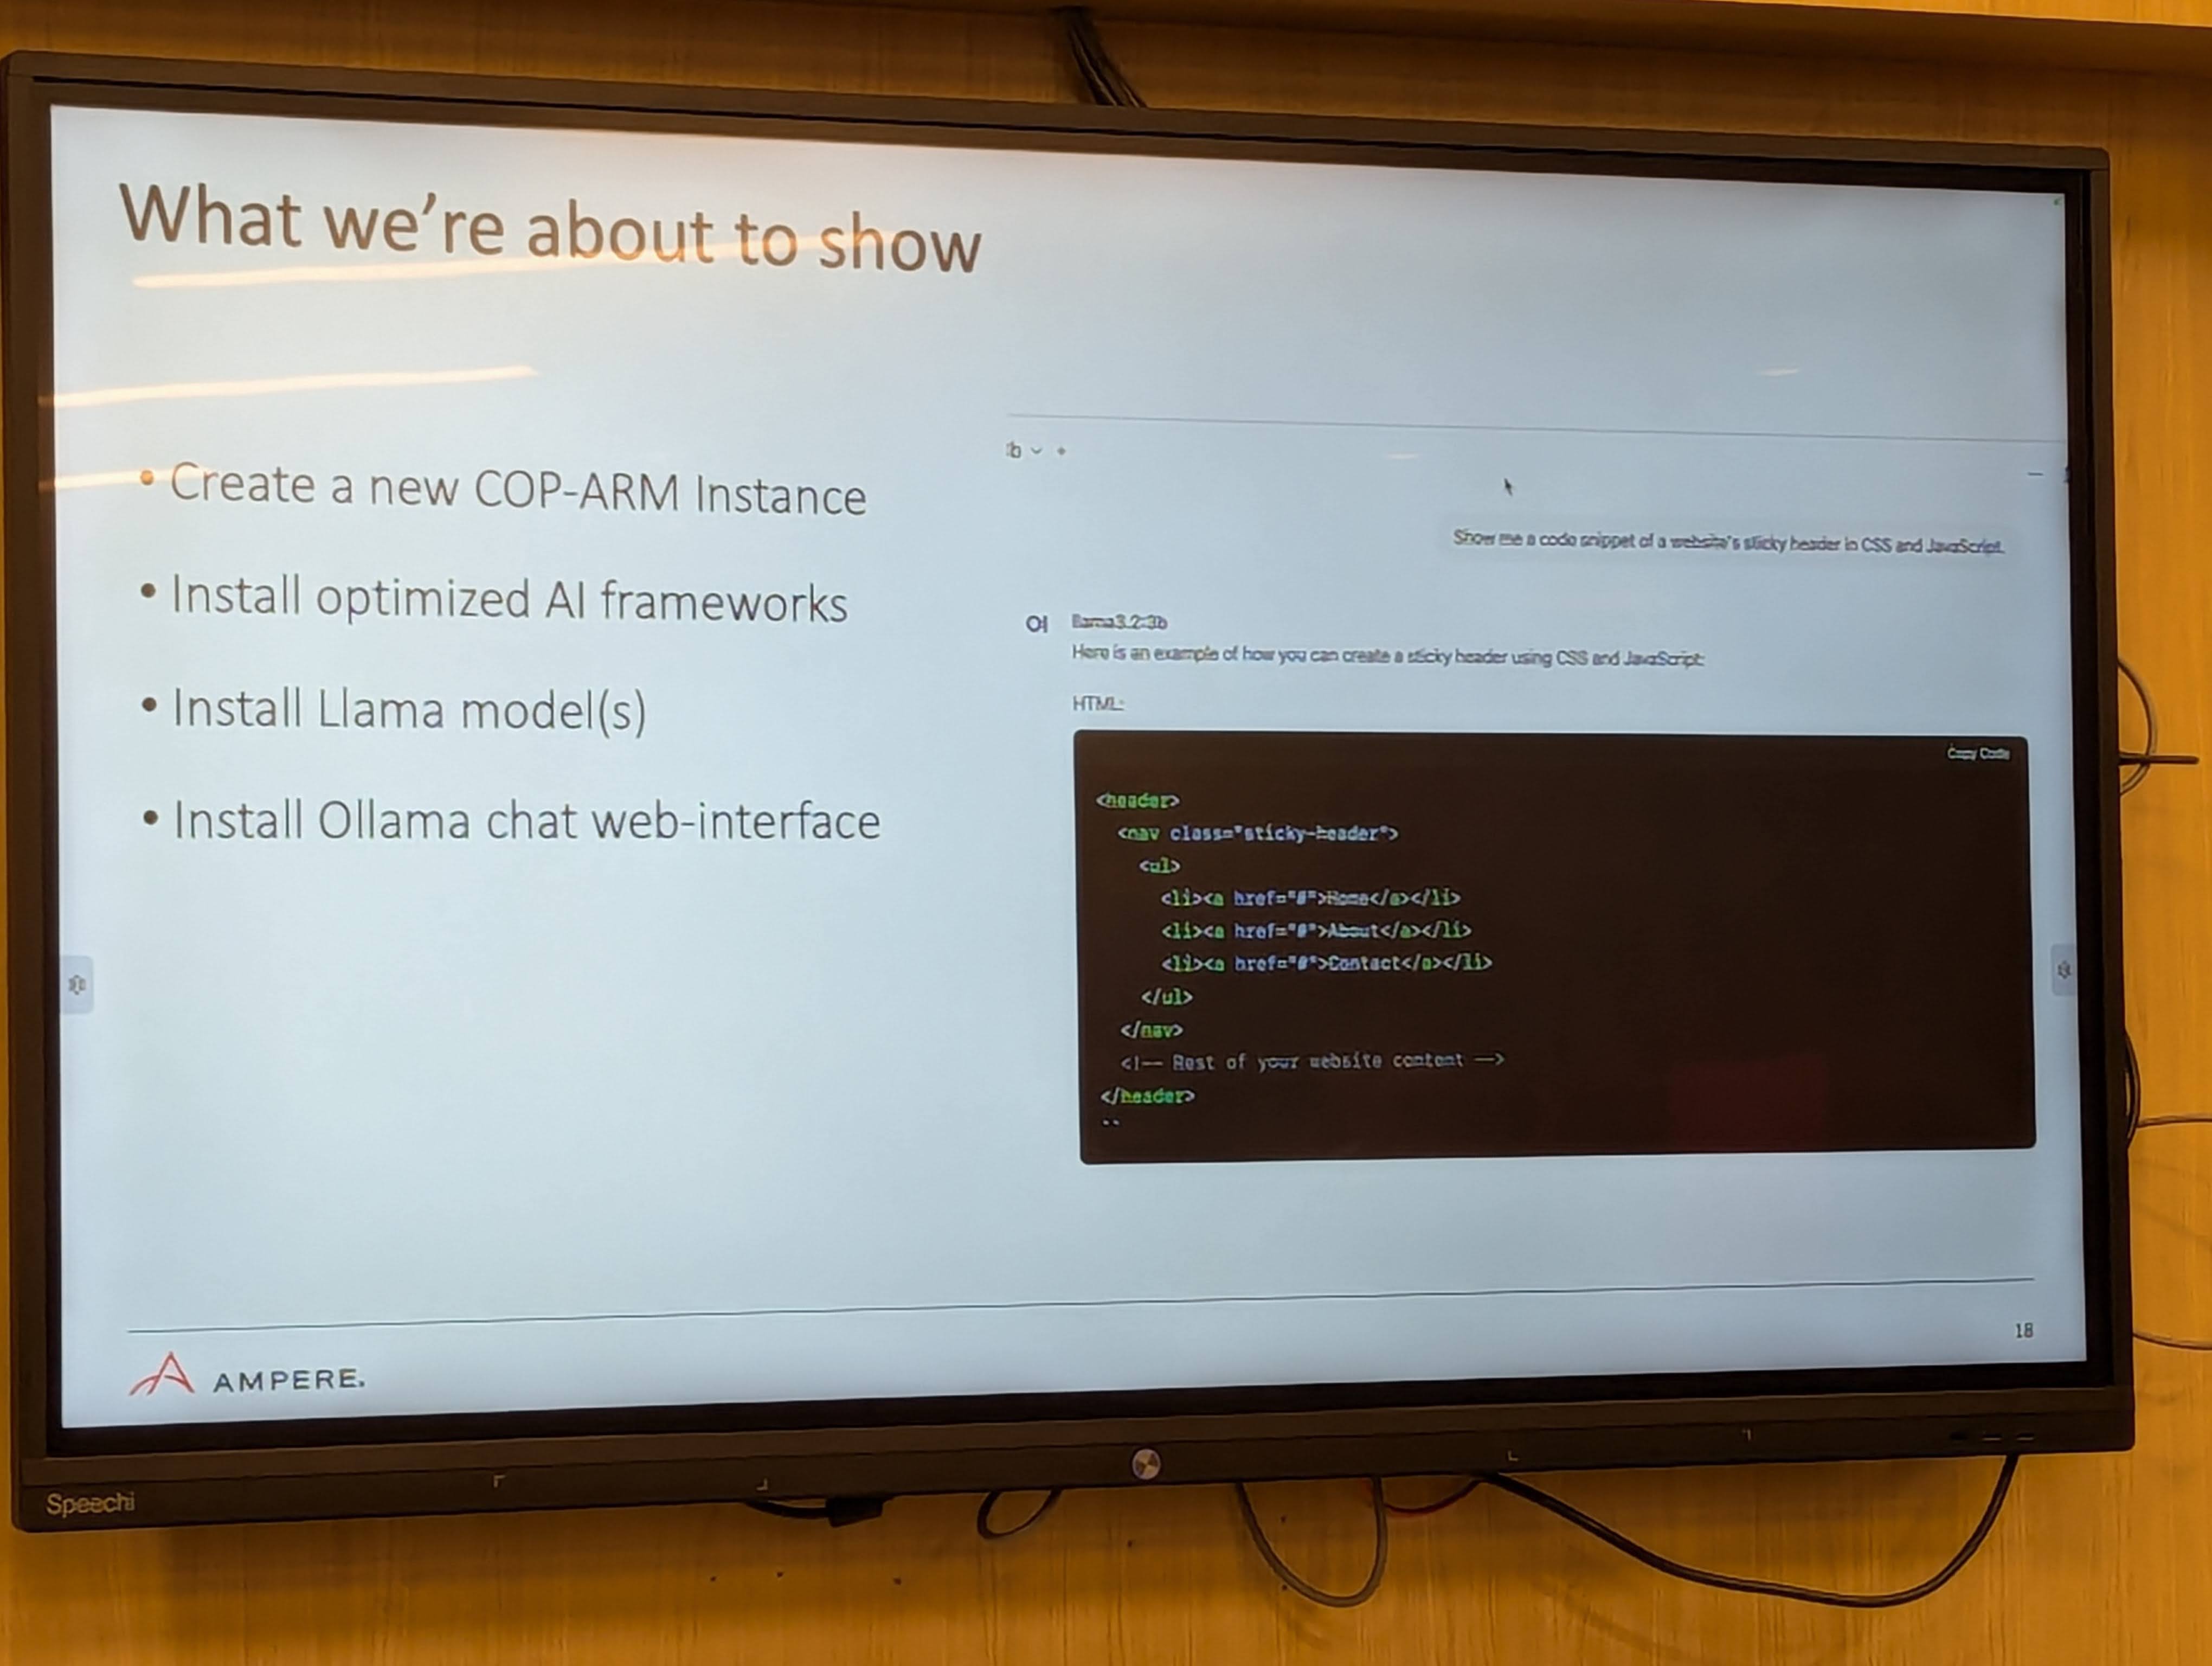 What we're about to show
• Create a new COP-ARM Instance
• Install optimized AI frameworks
• Install Llama model(s)
• Install Ollama chat web-interface
Show me a code snippet of a website's sticky header in CSS and JavaScript.
OI llama3.2:3b
Here is an example of how you can create a sticky header using CSS and JavaScript:
HTML:
Copy Code
<header>
<nav class="sticky-header">
<ul>
<li><a href="#">Home</a></li>
<li><a href="#">About</a></li>
<li><a href="#">Contact</a></li>
</ul>
</nav>
<!-- Rest of your website content -->
</header>
AMPERE.
18
Speechi